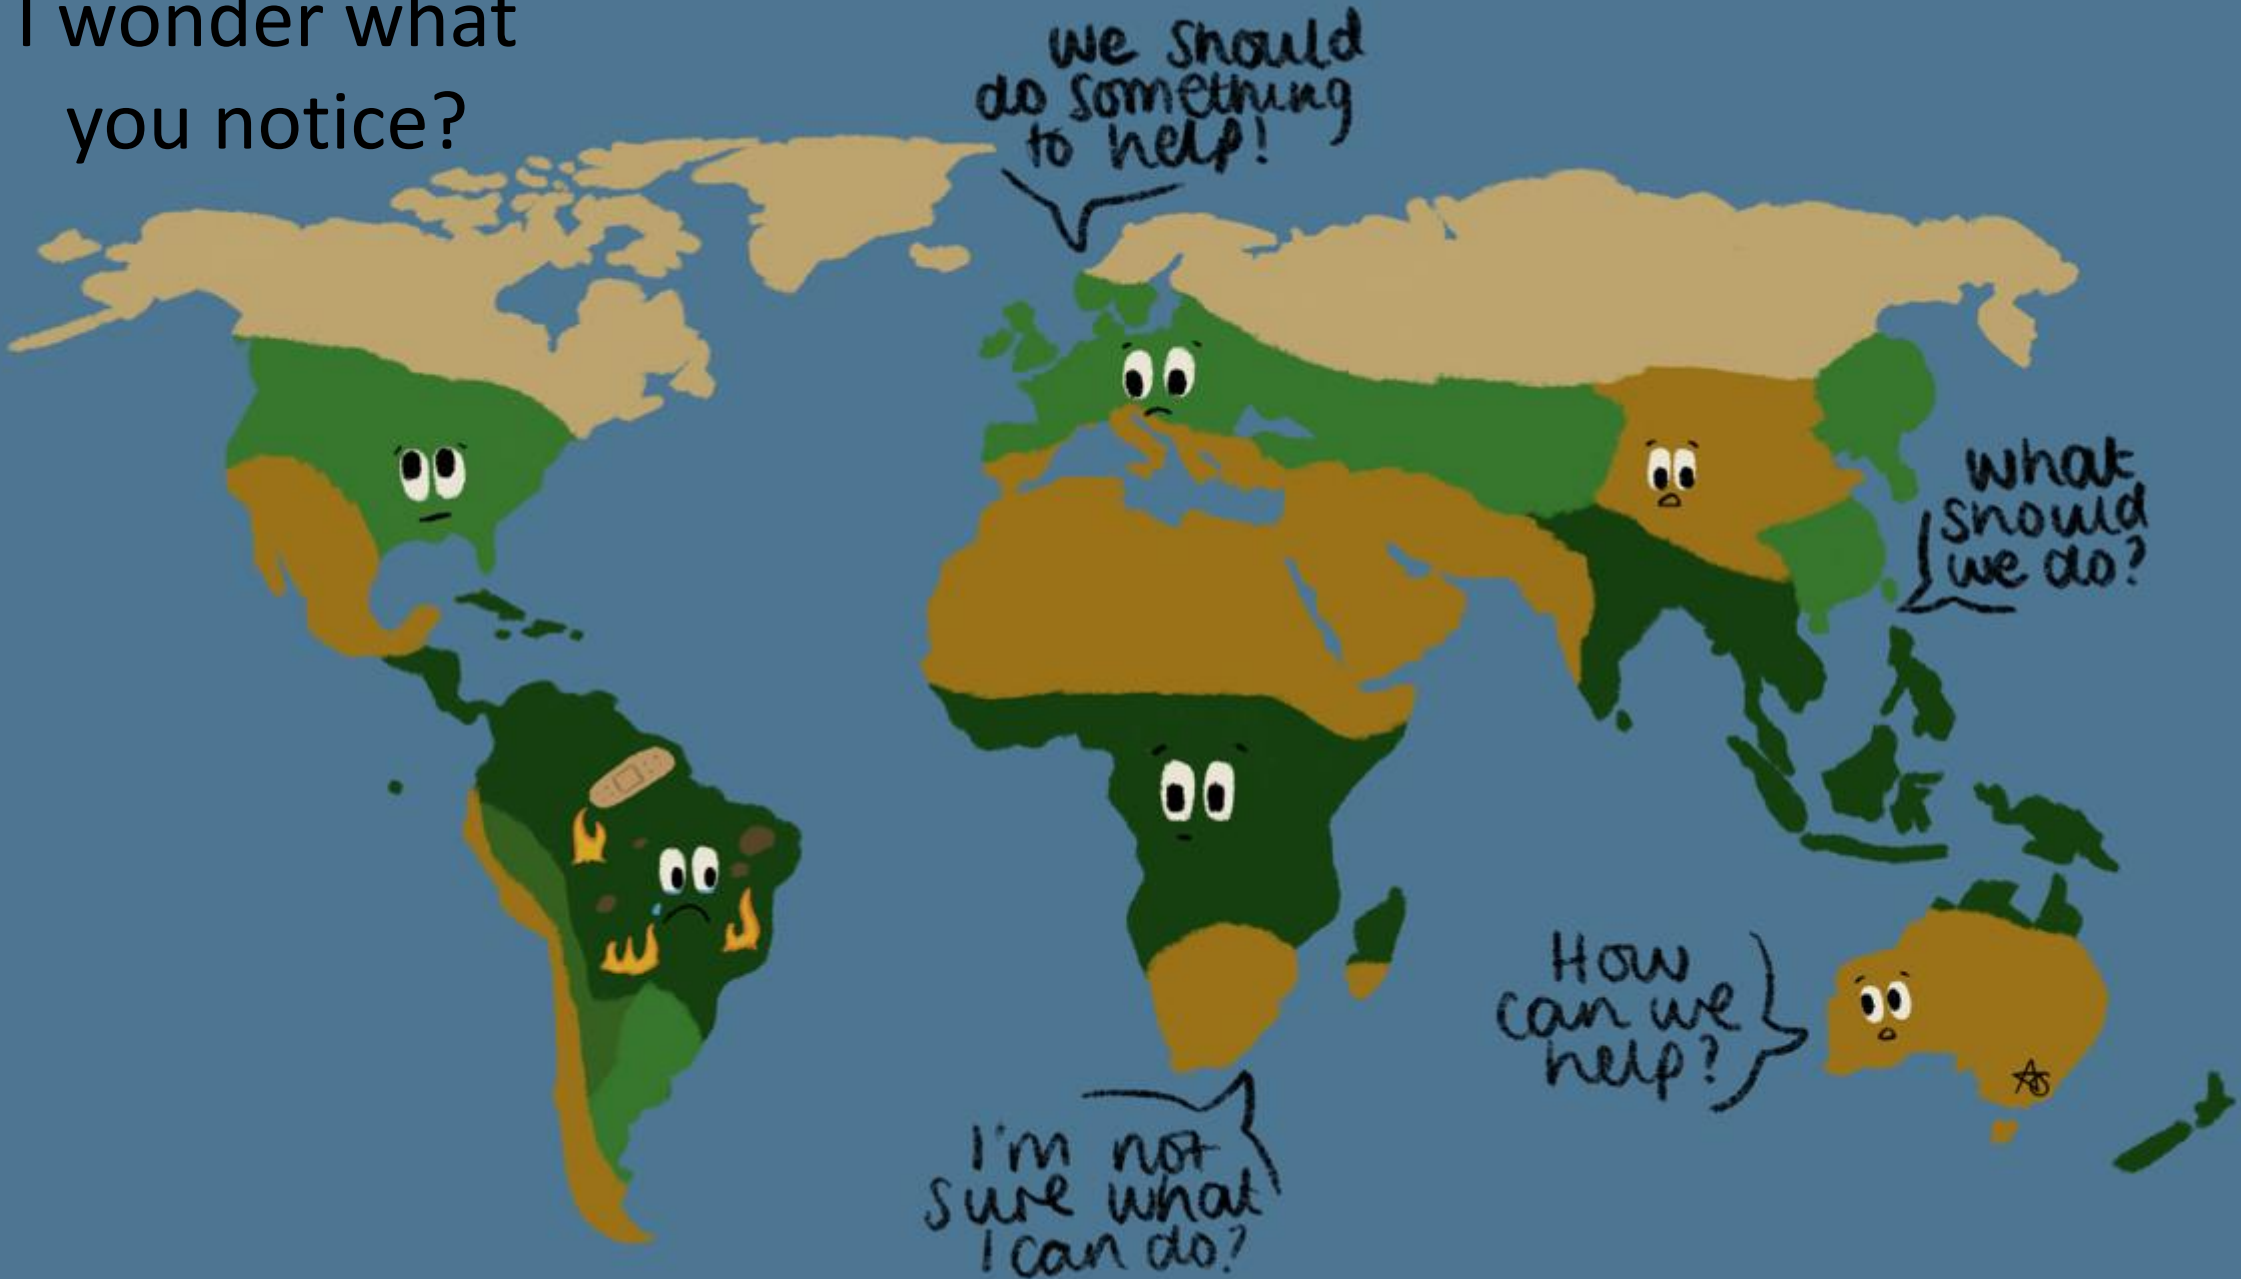 I wonder what
you notice?
we should
do something
to help!
what
should
we do?
How
can we
help?
I'm not
sure what
I can do?